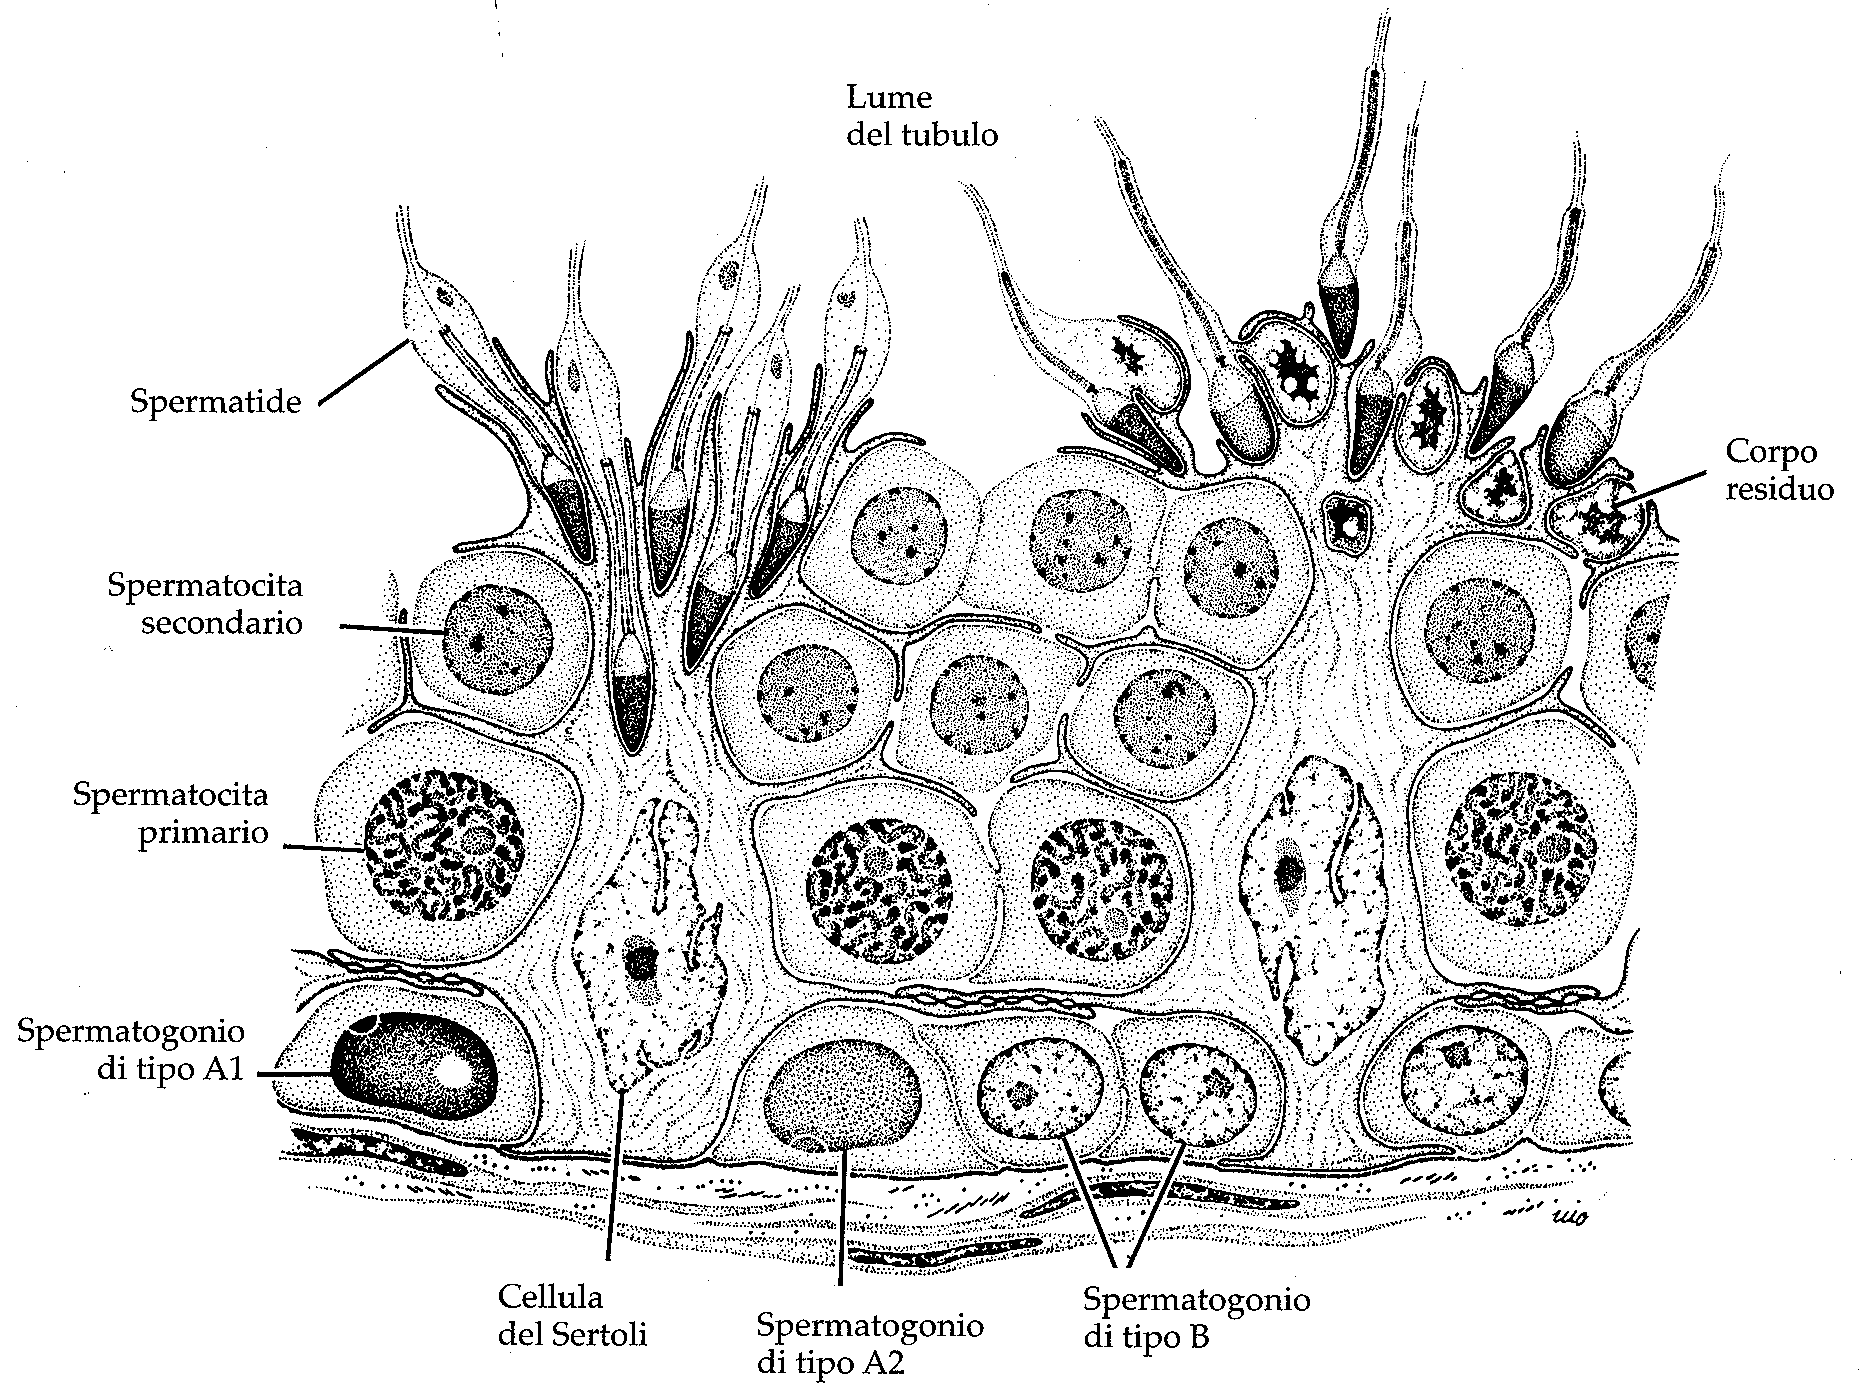 Lume
del tubulo
Spermatide
Corpo
residuo
Spermatocita
secondario
Spermatocita
primario
Spermatogonio
di tipo A1
Cellula
del Sertoli
Spermatogonio
di tipo A2
Spermatogonio
di tipo B